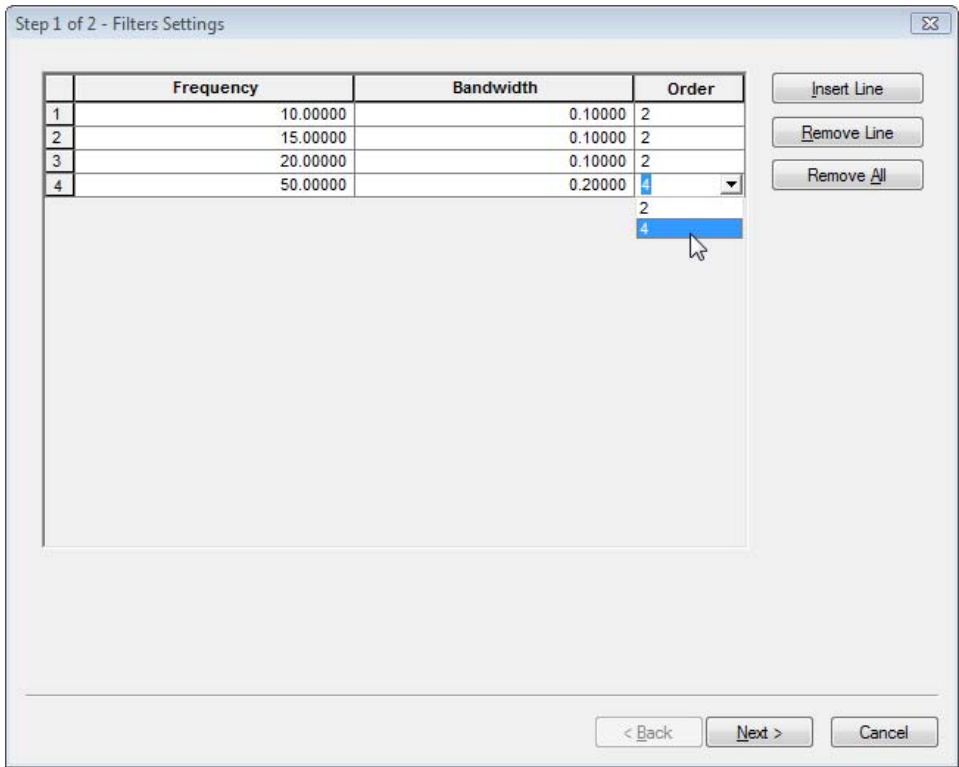 Step 1 of 2 - Filters Settings
Frequency Bandwidth Order
1 10.00000 0.10000 2
2 15.00000 0.10000 2
3 20.00000 0.10000 2
4 50.00000 0.20000 4
2
4
Insert Line
Remove Line
Remove All
< Back Next > Cancel